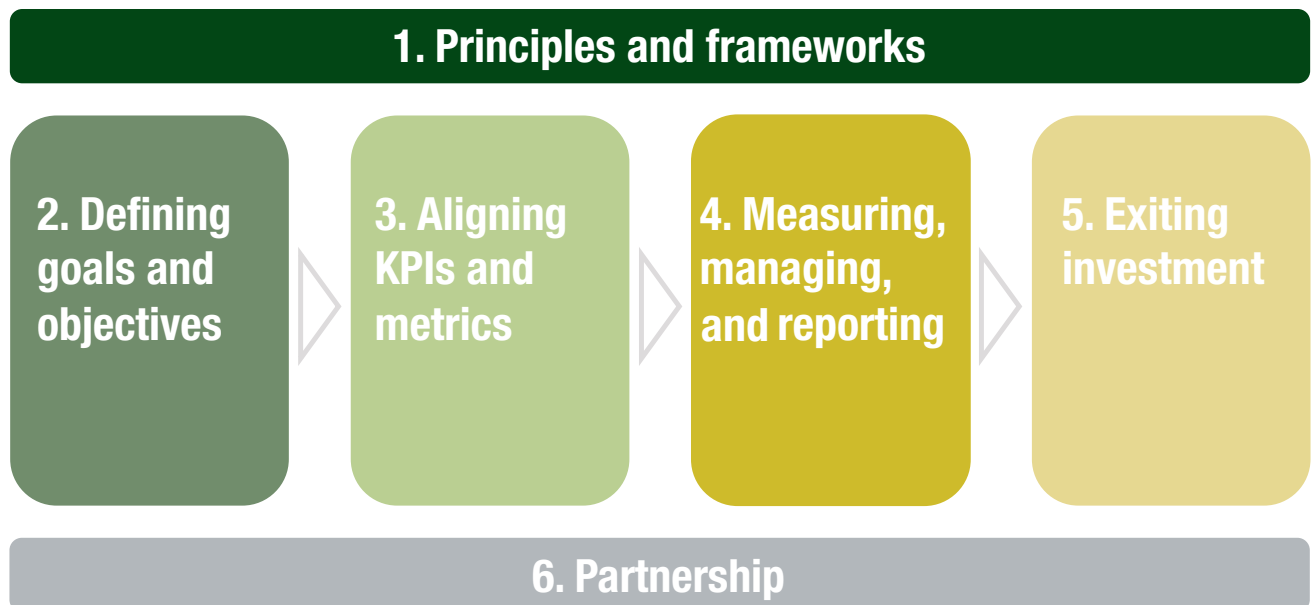 1. Principles and frameworks
2. Defining
goals and
objectives
3. Aligning
KPIs and
metrics
4. Measuring,
managing,
and reporting
5. Exiting
investment
6. Partnership